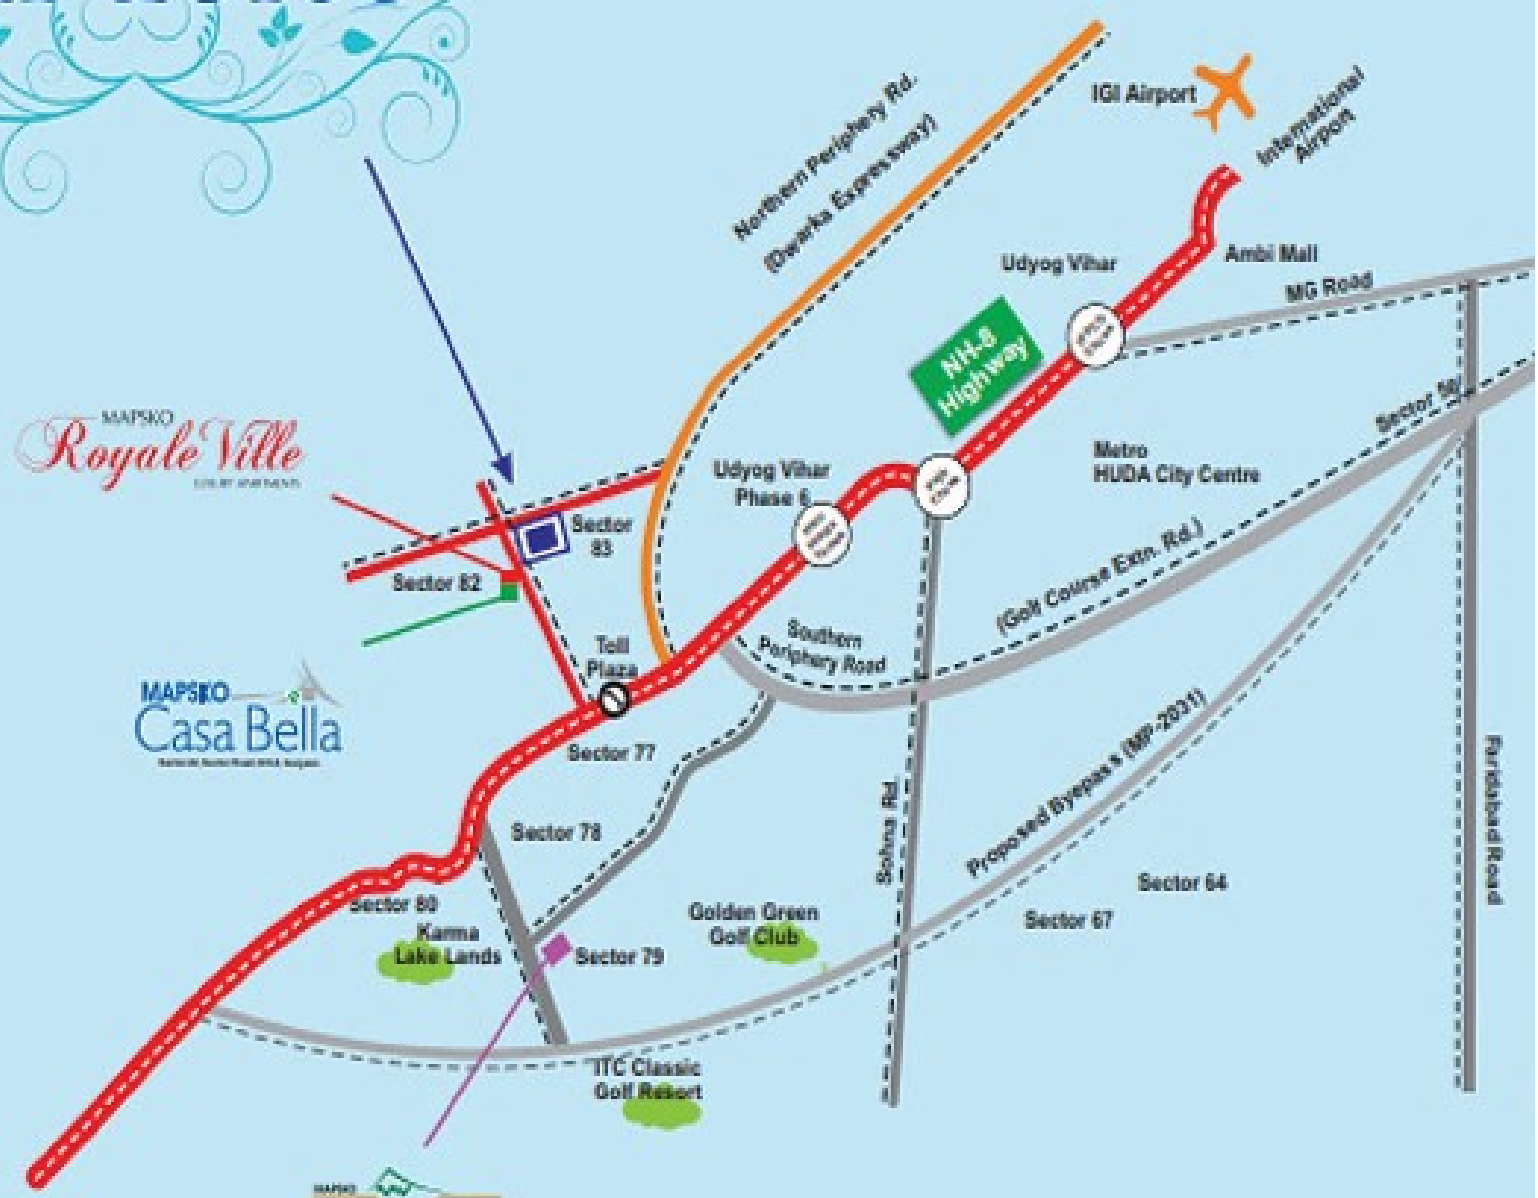 IGI Airport
International
Airport
Northern Periphery Rd.
(Dwarka Expressway)
Udyog Vihar
Ambi Mall
MG Road
NH-8
Highway
MAPSKO
Royale Ville
LUXURY APARTMENTS
Metro
HUDA City Centre
Udyog Vihar
Phase 6
Sector
83
Sector 82
(Golf Course Extn. Rd.)
Southern
Periphery Road
Toll
Plaza
MAPSKO
Casa Bella
Sector 77
Sector 78
Sohna Rd.
Proposed Byepass (MP-2031)
Faridabad Road
Sector 64
Sector 67
Sector 80
Karma
Lake Lands
Golden Green
Golf Club
Sector 79
ITC Classic
Golf Resort
MAPSKO